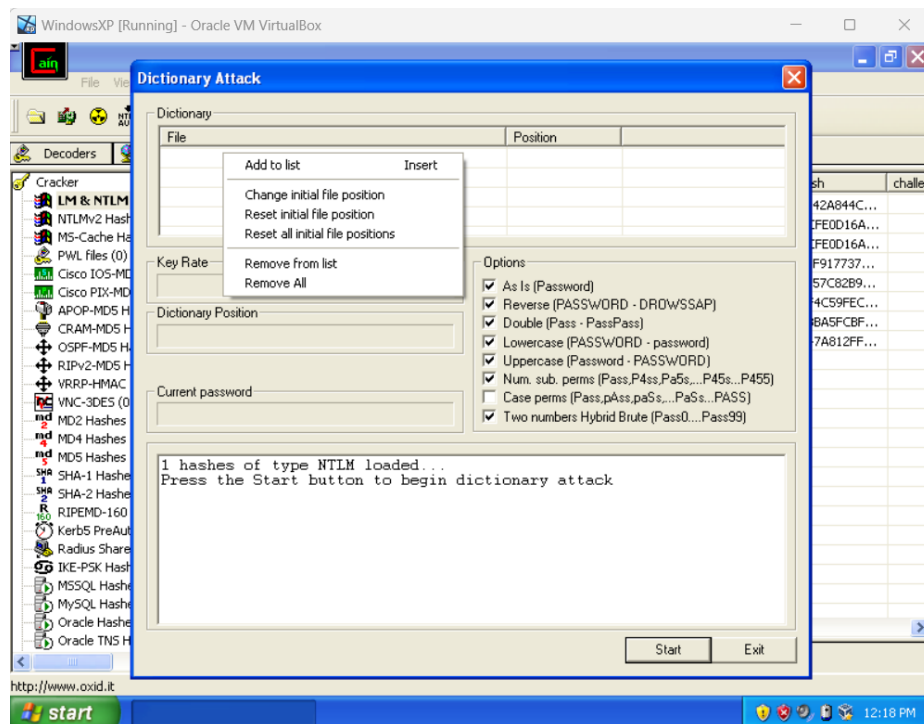 WindowsXP [Running] - Oracle VM VirtualBox
aín
File Vie
Dictionary Attack
Decoders
Cracker
LM & NTLM
NTLMv2 Hash
MS-Cache Ha
PWL files (0)
Cisco IOS-MD
Cisco PIX-MD
APOP-MD5 H
CRAM-MD5 H
OSPF-MD5 H
RIPv2-MD5 H
VRRP-HMAC
VNC-3DES (0
MD2 Hashes
MD4 Hashes
MD5 Hashes
SHA-1 Hashe
SHA-2 Hashe
RIPEMD-160
Kerb5 PreAut
Radius Share
IKE-PSK Hash
MSSQL Hashe
MySQL Hashe
Oracle Hashe
Oracle TNS H
Dictionary
File Position
Add to list Insert
Change initial file position
Reset initial file position
Reset all initial file positions
Remove from list
Remove All
Key Rate
Dictionary Position
Current password
Options
As Is (Password)
Reverse (PASSWORD - DROWSSAP)
Double (Pass - PassPass)
Lowercase (PASSWORD - password)
Uppercase (Password - PASSWORD)
Num. sub. perms (Pass,P4ss,Pa5s,...P45s...P455)
Case perms (Pass,pAss,paSs,...PaSs...PASS)
Two numbers Hybrid Brute (Pass0....Pass99)
1 hashes of type NTLM loaded...
Press the Start button to begin dictionary attack
Start Exit
sh challe
42A844C...
FE0D16A...
FE0D16A...
F917737...
57C82B9...
4C59FEC...
BA5FCBF...
7A812FF...
http://www.oxid.it
start
12:18 PM